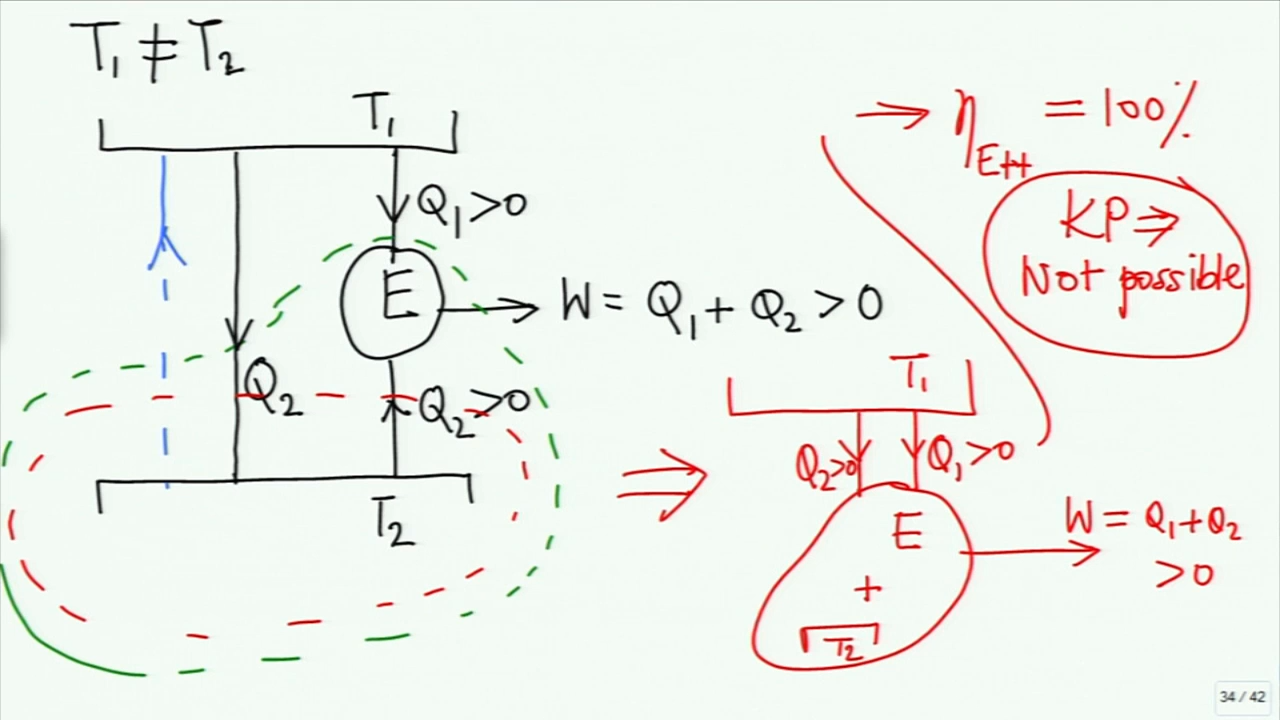 T₁ ≠ T₂
T₁
Q₁>0
E
W = Q₁ + Q₂ > 0
Q₂
Q₂>0
T₂
⇒ η_E++ = 100%
KP ⇒
Not possible
T₁
Q₂>0
Q₁>0
E
+
T₂
W = Q₁+Q₂
>0
34 / 42